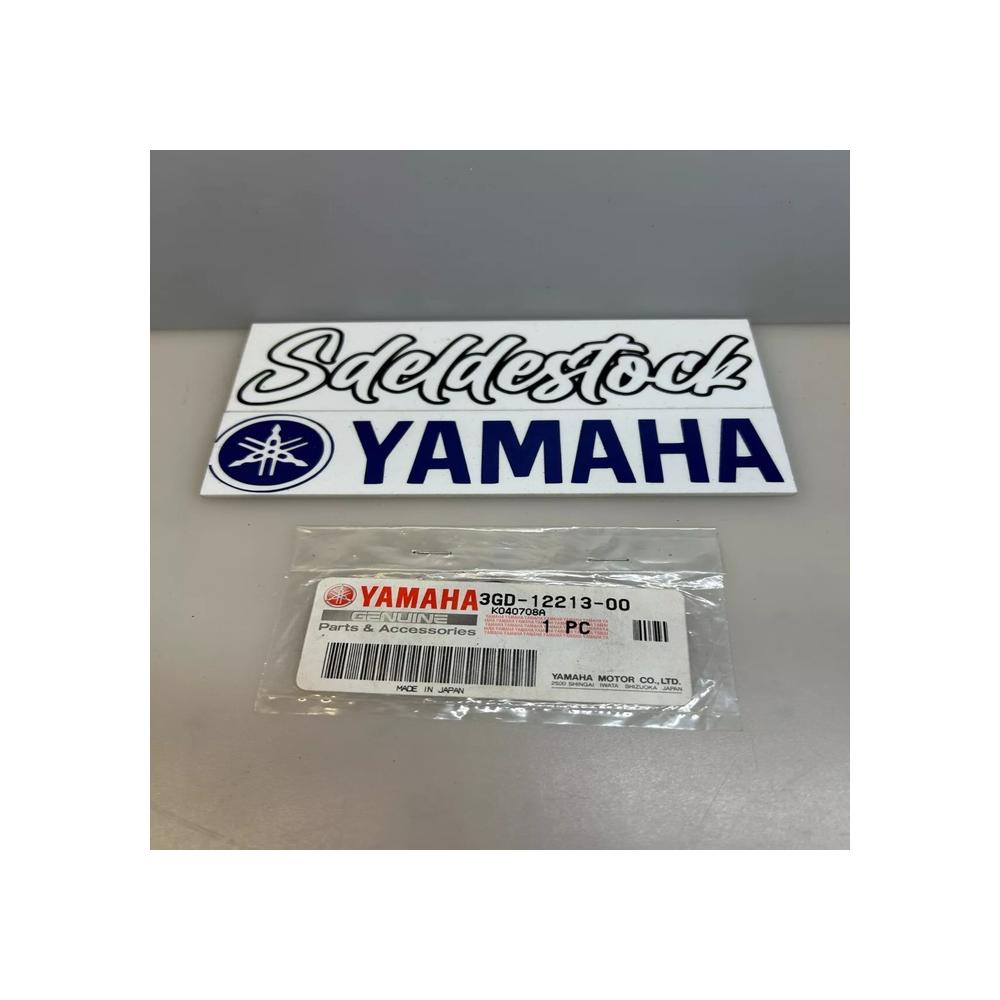 Sdeldestock
YAMAHA
YAMAHA 3GD-12213-00
K040708A
GENUINE
Parts & Accessories
1 PC
MADE IN JAPAN
YAMAHA MOTOR CO., LTD.
2500 SHINGAI IWATA SHIZUOKA JAPAN